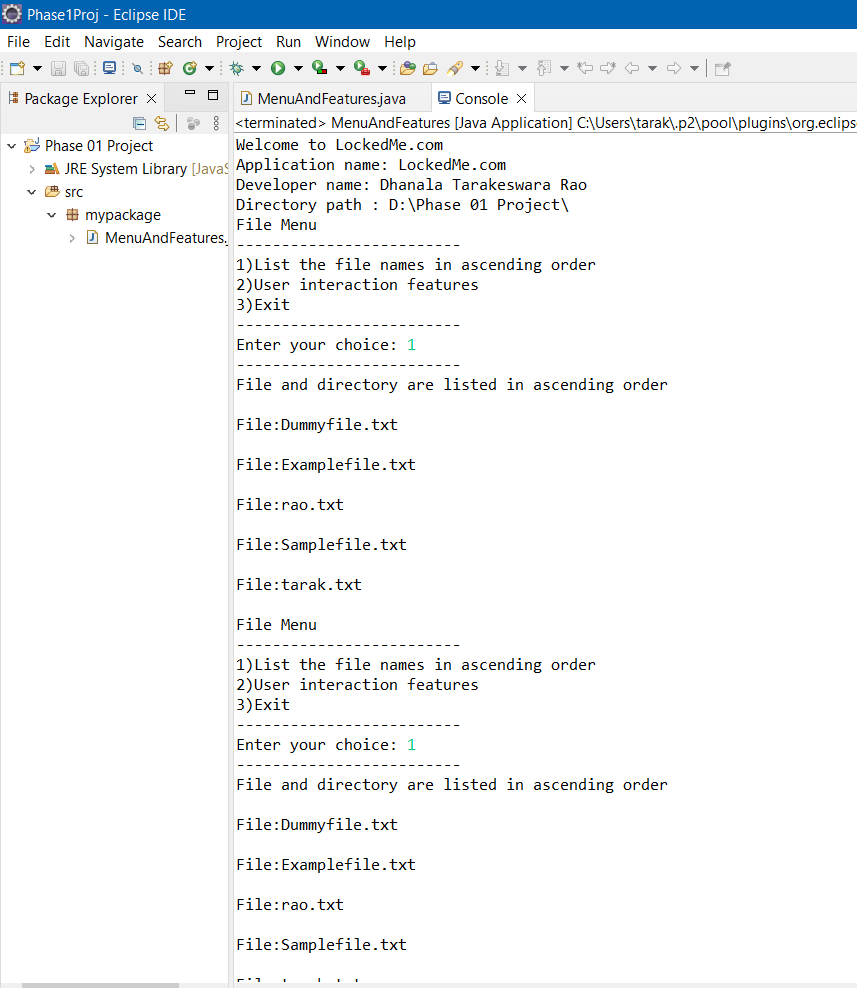 Phase1Proj - Eclipse IDE
File Edit Navigate Search Project Run Window Help
Package Explorer
MenuAndFeatures.java
Console
Phase 01 Project
JRE System Library
src
mypackage
MenuAndFeatures.
<terminated> MenuAndFeatures [Java Application] C:\Users\tarak\.p2\pool\plugins\org.eclipse
Welcome to LockedMe.com
Application name: LockedMe.com
Developer name: Dhanala Tarakeswara Rao
Directory path : D:\Phase 01 Project\
File Menu
-------------------------
1)List the file names in ascending order
2)User interaction features
3)Exit
-------------------------
Enter your choice: 1
-------------------------
File and directory are listed in ascending order
File:Dummyfile.txt
File:Examplefile.txt
File:rao.txt
File:Samplefile.txt
File:tarak.txt
File Menu
-------------------------
1)List the file names in ascending order
2)User interaction features
3)Exit
-------------------------
Enter your choice: 1
-------------------------
File and directory are listed in ascending order
File:Dummyfile.txt
File:Examplefile.txt
File:rao.txt
File:Samplefile.txt